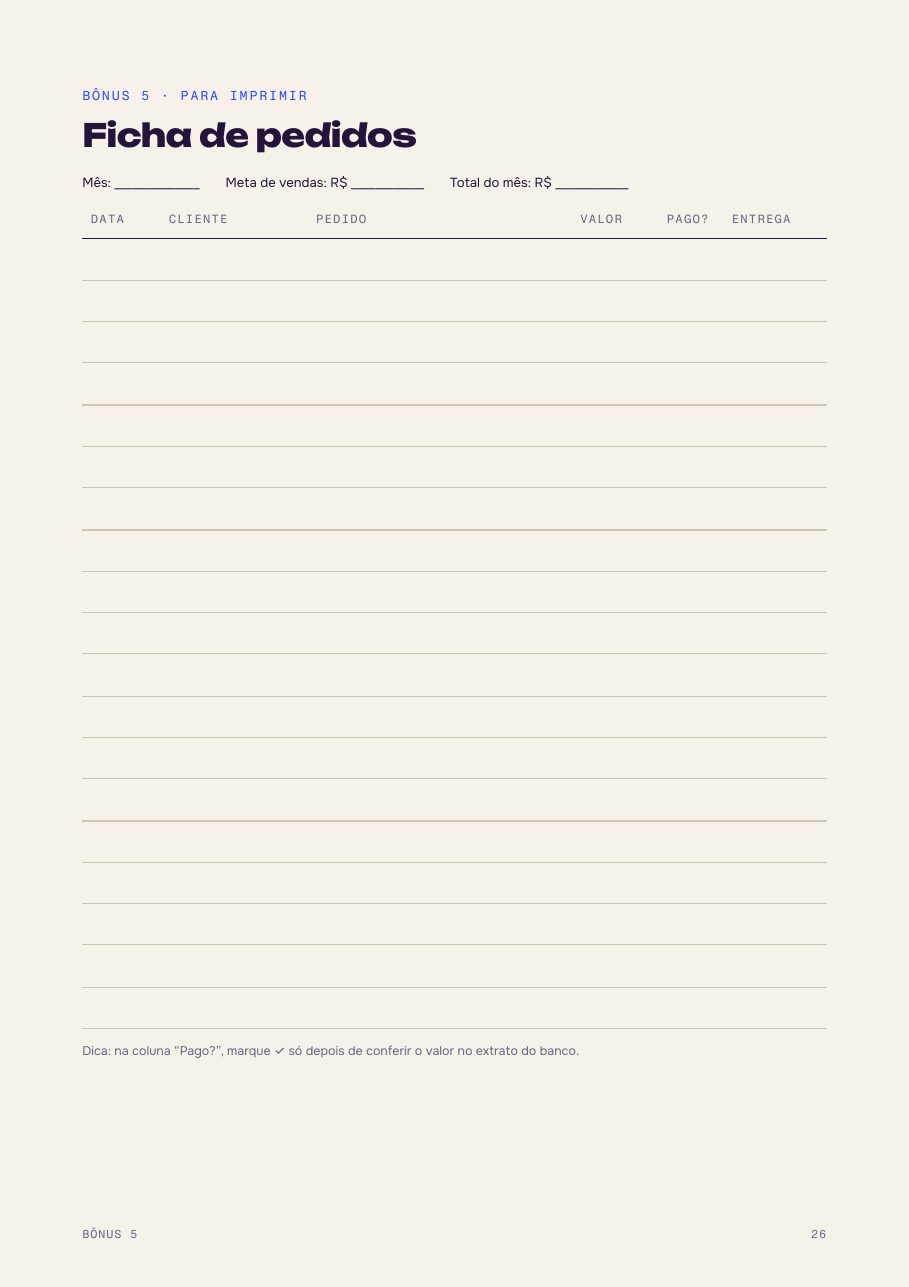 BÔNUS 5 · PARA IMPRIMIR
Ficha de pedidos
Mês: ____________ Meta de vendas: R$ __________ Total do mês: R$ __________
DATA CLIENTE PEDIDO VALOR PAGO? ENTREGA
Dica: na coluna “Pago?”, marque ✓ só depois de conferir o valor no extrato do banco.
BÔNUS 5 26